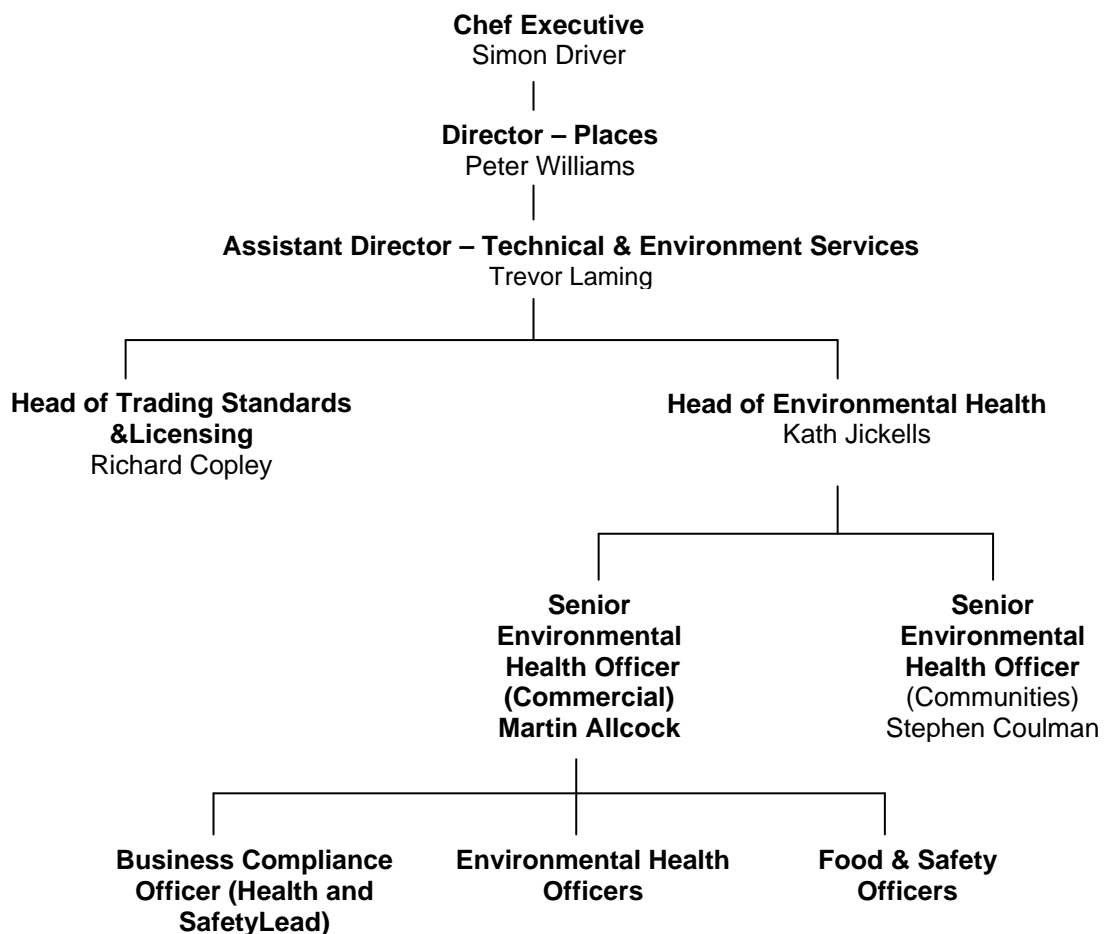 Chef Executive
Simon Driver
Director – Places
Peter Williams
Assistant Director – Technical & Environment Services
Trevor Laming
Head of Trading Standards
&Licensing
Richard Copley
Head of Environmental Health
Kath Jickells
Senior
Environmental
Health Officer
(Commercial)
Martin Allcock
Senior
Environmental
Health Officer
(Communities)
Stephen Coulman
Business Compliance
Officer (Health and
SafetyLead)
Environmental Health
Officers
Food & Safety
Officers